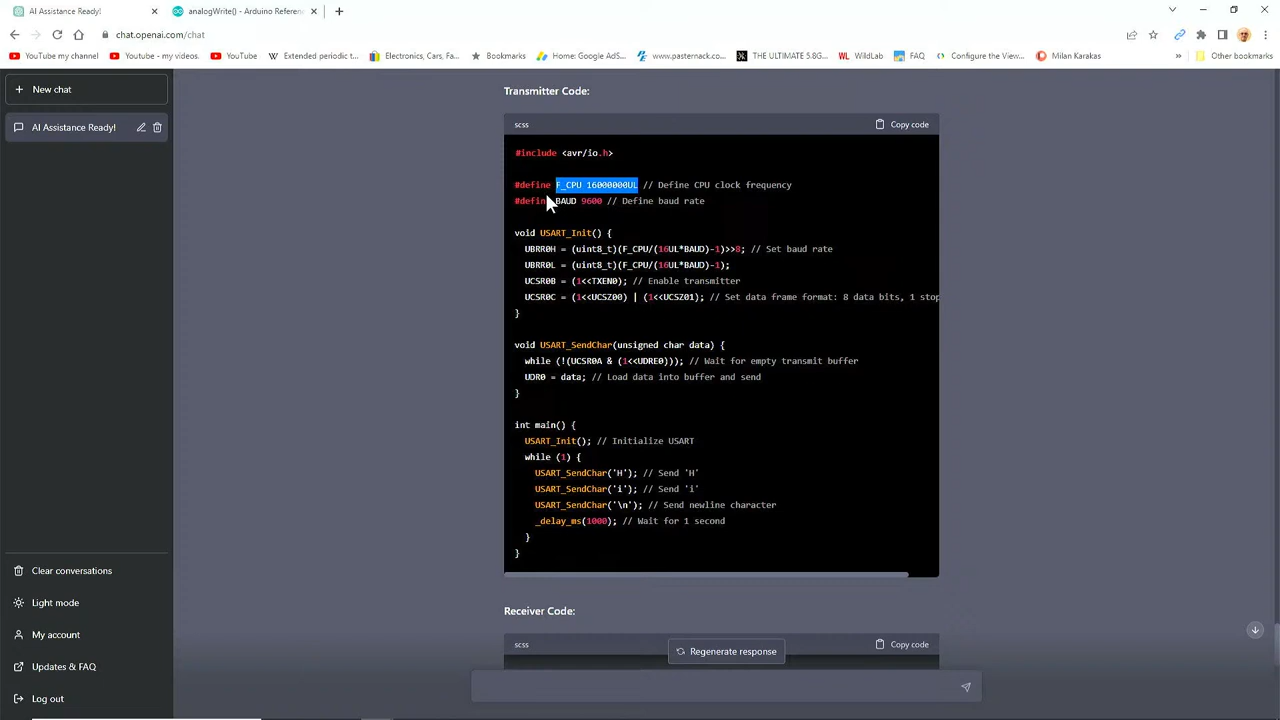 AI Assistance Ready!
analogWrite() - Arduino Referenc
chat.openai.com/chat
YouTube my channel
Youtube - my videos.
YouTube
Extended periodic t...
Electronics, Cars, Fa...
Bookmarks
Home: Google AdS...
www.pasternack.co...
THE ULTIMATE 5.8G...
WL WildLab
FAQ
Configure the View...
Milan Karakas
»
Other bookmarks
New chat
AI Assistance Ready!
Clear conversations
Light mode
My account
Updates & FAQ
Log out
Transmitter Code:
scss
Copy code
#include <avr/io.h>
#define F_CPU 16000000UL // Define CPU clock frequency
#defin BAUD 9600 // Define baud rate
void USART_Init() {
UBRR0H = (uint8_t)(F_CPU/(16UL*BAUD)-1)>>8; // Set baud rate
UBRR0L = (uint8_t)(F_CPU/(16UL*BAUD)-1);
UCSR0B = (1<<TXEN0); // Enable transmitter
UCSR0C = (1<<UCSZ00) | (1<<UCSZ01); // Set data frame format: 8 data bits, 1 stop
}
void USART_SendChar(unsigned char data) {
while (!(UCSR0A & (1<<UDRE0))); // Wait for empty transmit buffer
UDR0 = data; // Load data into buffer and send
}
int main() {
USART_Init(); // Initialize USART
while (1) {
USART_SendChar('H'); // Send 'H'
USART_SendChar('i'); // Send 'i'
USART_SendChar('\n'); // Send newline character
_delay_ms(1000); // Wait for 1 second
}
}
Receiver Code:
scss
Copy code
Regenerate response